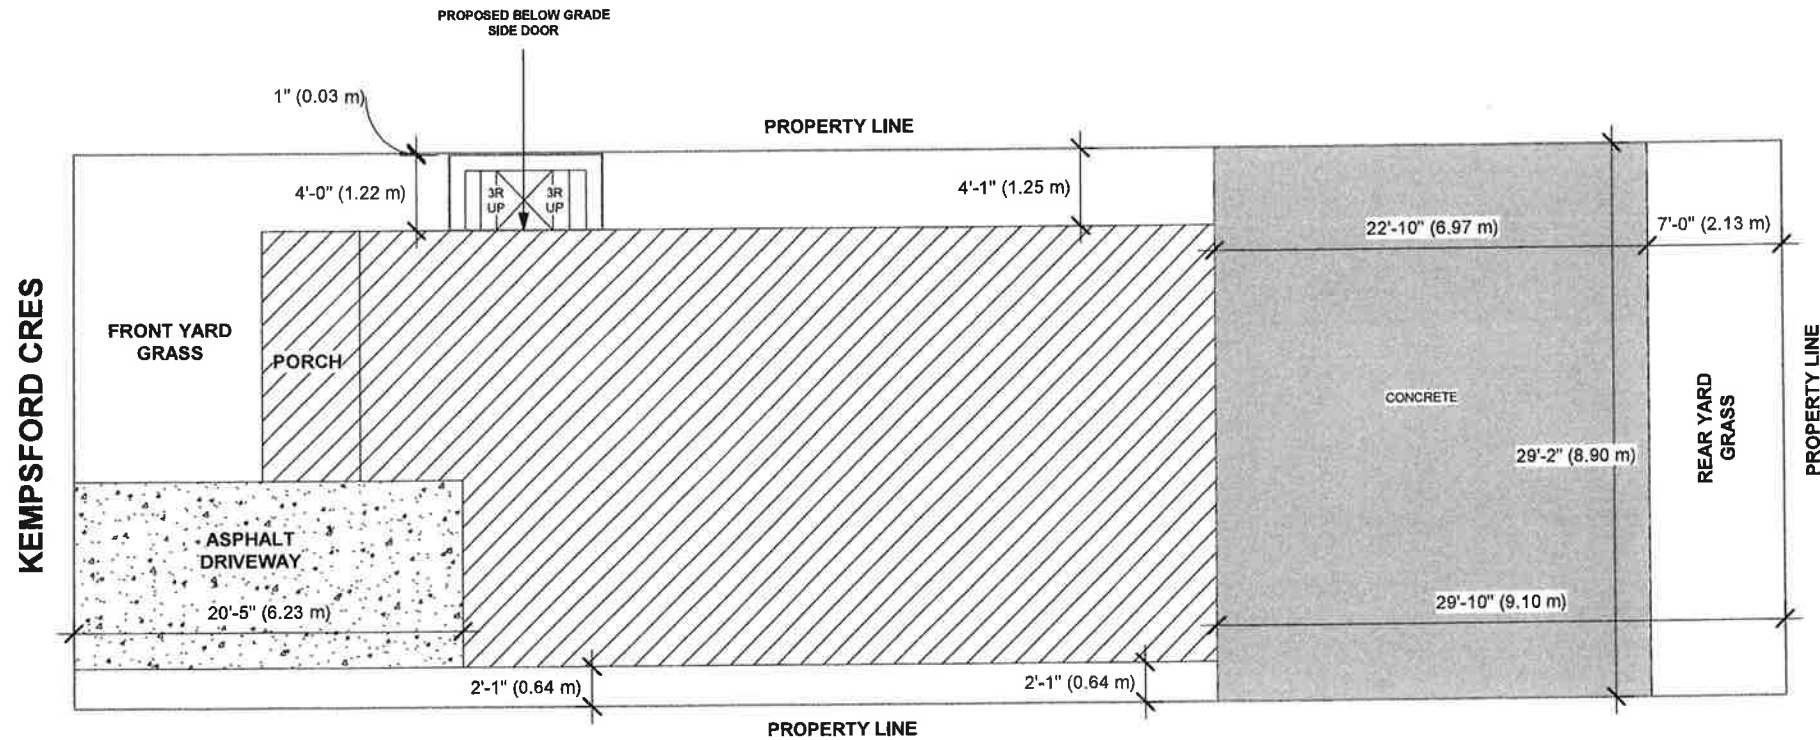 PROPOSED BELOW GRADE
SIDE DOOR
1" (0.03 m)
PROPERTY LINE
4'-0" (1.22 m)
3R
UP
3R
UP
4'-1" (1.25 m)
22'-10" (6.97 m)
7'-0" (2.13 m)
KEMPSFORD CRES
FRONT YARD
GRASS
PORCH
CONCRETE
29'-2" (8.90 m)
REAR YARD
GRASS
PROPERTY LINE
ASPHALT
DRIVEWAY
20'-5" (6.23 m)
29'-10" (9.10 m)
2'-1" (0.64 m)
2'-1" (0.64 m)
PROPERTY LINE